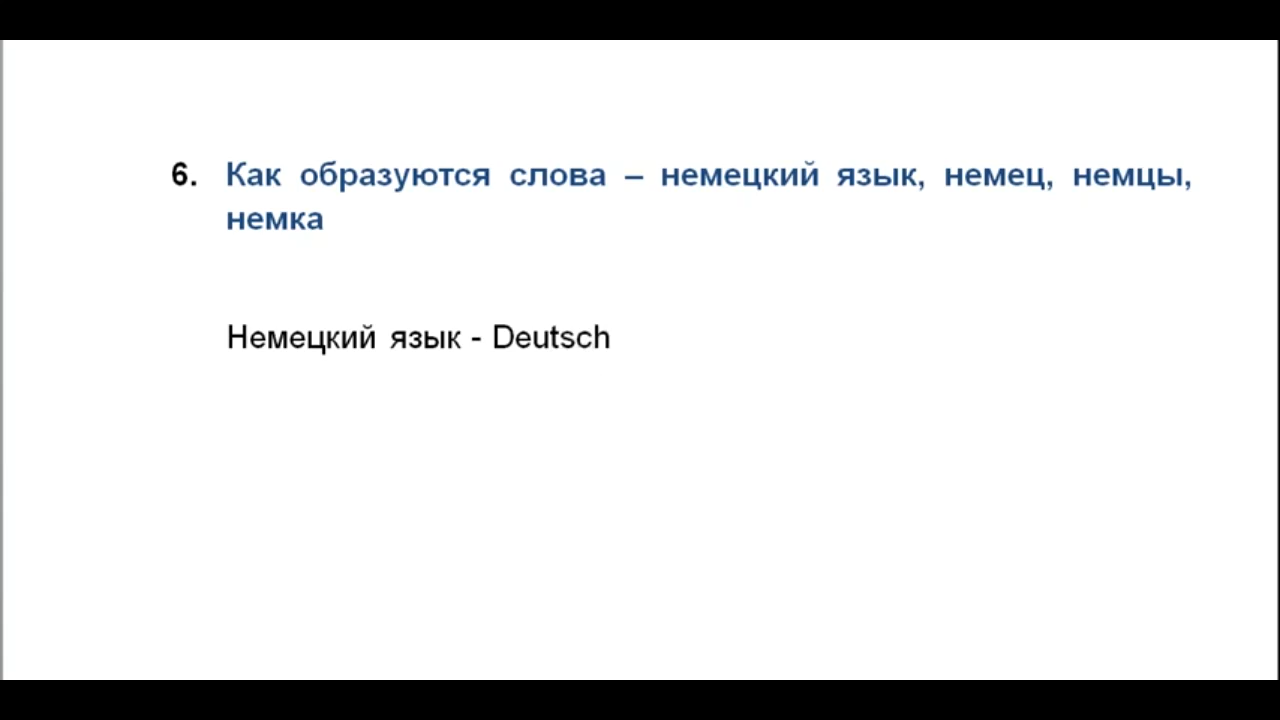 6. Как образуются слова – немецкий язык, немец, немцы,
немка
Немецкий язык - Deutsch